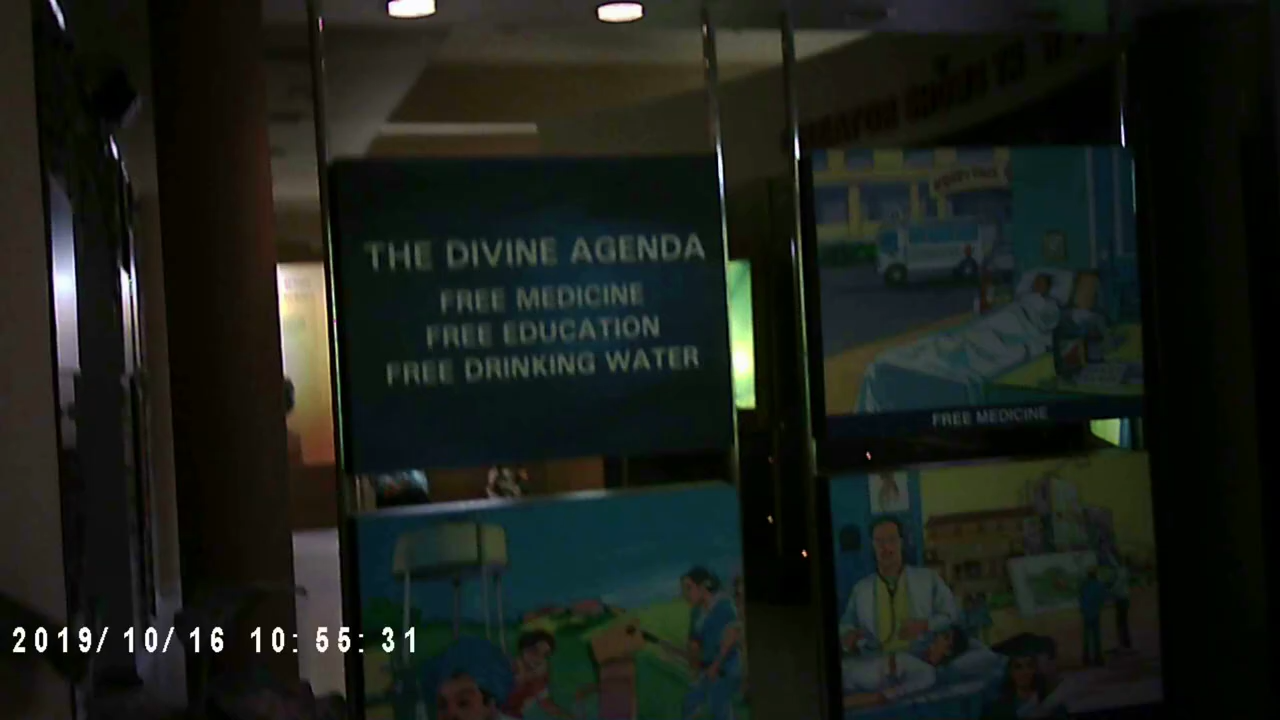 THE DIVINE AGENDA
FREE MEDICINE
FREE EDUCATION
FREE DRINKING WATER
FREE MEDICINE
2019/10/16 10:55:31